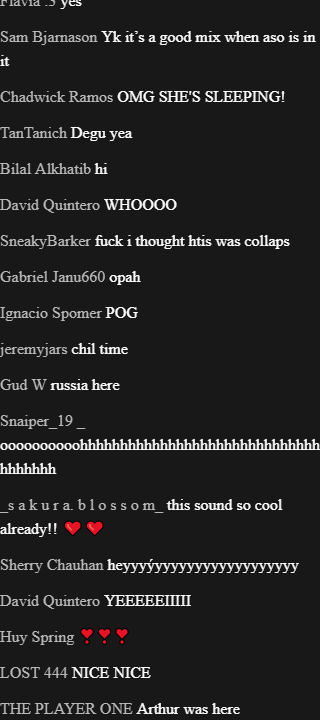 Flavia .3 yes
Sam Bjarnason Yk it’s a good mix when aso is in
it
Chadwick Ramos OMG SHE'S SLEEPING!
TanTanich Degu yea
Bilal Alkhatib hi
David Quintero WHOOOO
SneakyBarker fuck i thought htis was collaps
Gabriel Janu660 opah
Ignacio Spomer POG
jeremyjars chil time
Gud W russia here
Snaiper_19 _
oooooooooohhhhhhhhhhhhhhhhhhhhhhhhhhhhhh
hhhhhhh
_s a k u r a. b l o s s o m_ this sound so cool
already!! ❤️ ❤️
Sherry Chauhan heyyyýyyyyyyyyyyyyyyyyyy
David Quintero YEEEEEIIIII
Huy Spring ❣️❣️❣️
LOST 444 NICE NICE
THE PLAYER ONE Arthur was here